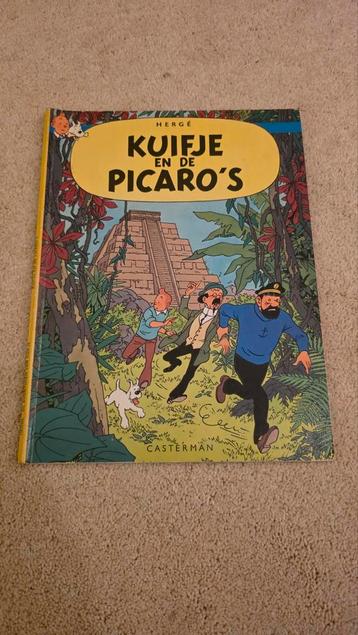 HERGÉ
KUIFJE
EN DE
PICARO'S
CASTERMAN